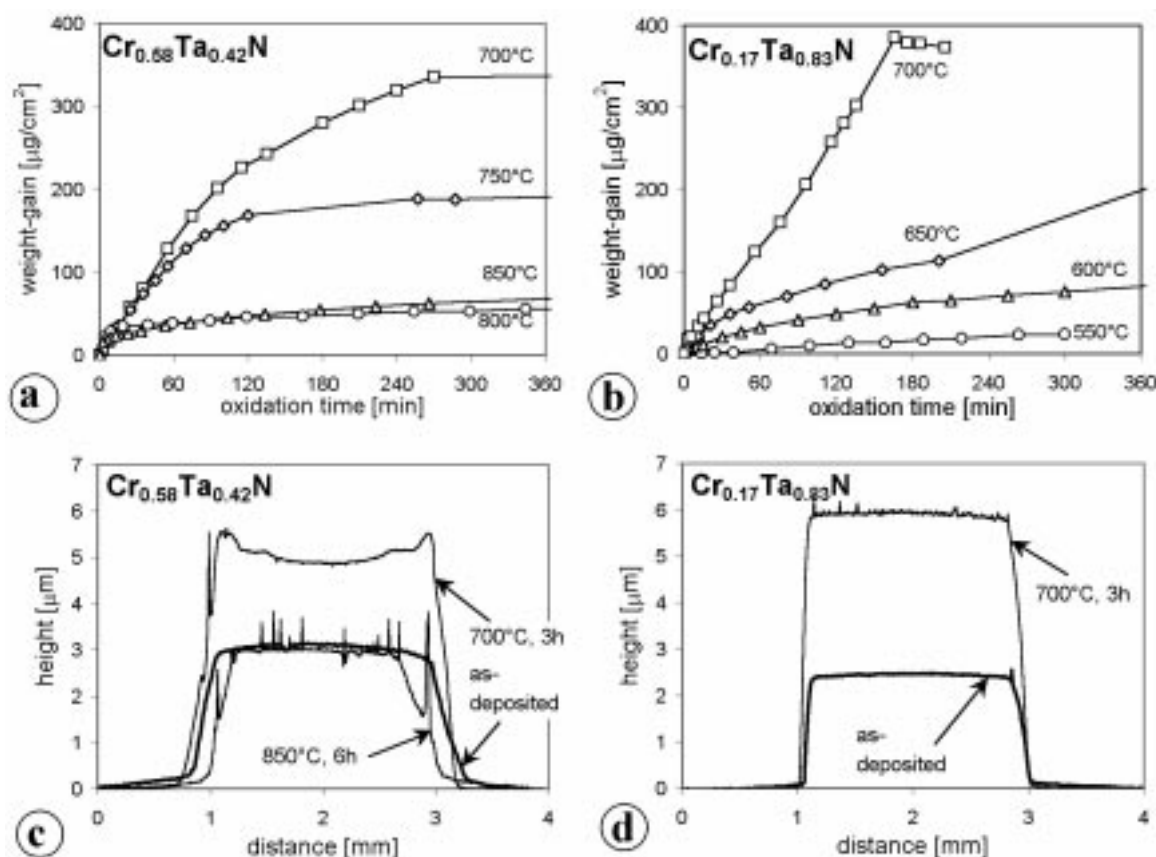 Cr0.58Ta0.42N
weight-gain [µg/cm²]
400
300
200
100
0
0 60 120 180 240 300 360
oxidation time [min]
700°C
750°C
850°C
800°C
a
Cr0.17Ta0.83N
weight-gain [µg/cm²]
400
300
200
100
0
0 60 120 180 240 300 360
oxidation time [min]
700°C
650°C
600°C
550°C
b
Cr0.58Ta0.42N
height [µm]
7
6
5
4
3
2
1
0
0 1 2 3 4
distance [mm]
700°C, 3h
as-
deposited
850°C, 6h
c
Cr0.17Ta0.83N
height [µm]
7
6
5
4
3
2
1
0
0 1 2 3 4
distance [mm]
700°C, 3h
as-
deposited
d